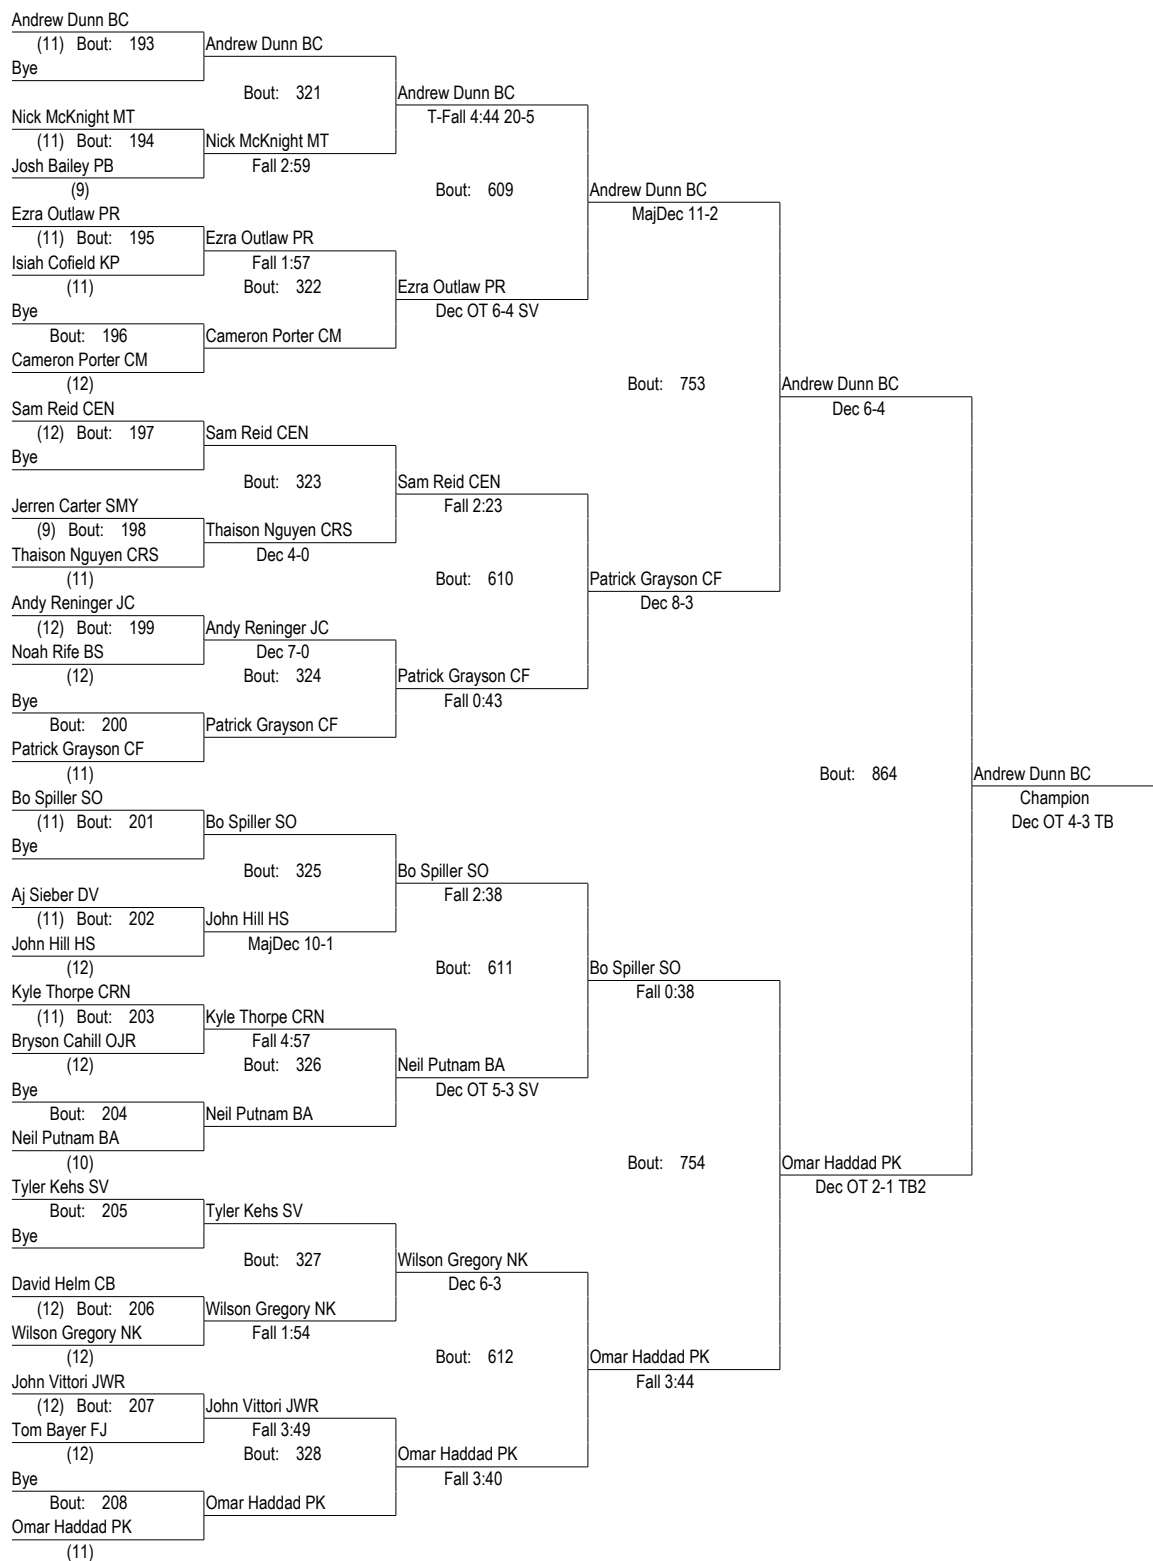 Andrew Dunn BC
(11) Bout: 193 Andrew Dunn BC
Bye
Bout: 321 Andrew Dunn BC
Nick McKnight MT T-Fall 4:44 20-5
(11) Bout: 194 Nick McKnight MT
Josh Bailey PB Fall 2:59
(9) Bout: 609 Andrew Dunn BC
Ezra Outlaw PR MajDec 11-2
(11) Bout: 195 Ezra Outlaw PR
Isiah Cofield KP Fall 1:57
(11) Bout: 322 Ezra Outlaw PR
Bye Dec OT 6-4 SV
Bout: 196 Cameron Porter CM
Cameron Porter CM
(12) Bout: 753 Andrew Dunn BC
Sam Reid CEN Dec 6-4
(12) Bout: 197 Sam Reid CEN
Bye
Bout: 323 Sam Reid CEN
Jerren Carter SMY Fall 2:23
(9) Bout: 198 Thaison Nguyen CRS
Thaison Nguyen CRS Dec 4-0
(11) Bout: 610 Patrick Grayson CF
Andy Reninger JC Dec 8-3
(12) Bout: 199 Andy Reninger JC
Noah Rife BS Dec 7-0
(12) Bout: 324 Patrick Grayson CF
Bye Fall 0:43
Bout: 200 Patrick Grayson CF
Patrick Grayson CF
(11) Bout: 864 Andrew Dunn BC
Bo Spiller SO Champion
(11) Bout: 201 Bo Spiller SO Dec OT 4-3 TB
Bye
Bout: 325 Bo Spiller SO
Aj Sieber DV Fall 2:38
(11) Bout: 202 John Hill HS
John Hill HS MajDec 10-1
(12) Bout: 611 Bo Spiller SO
Kyle Thorpe CRN Fall 0:38
(11) Bout: 203 Kyle Thorpe CRN
Bryson Cahill OJR Fall 4:57
(12) Bout: 326 Neil Putnam BA
Bye Dec OT 5-3 SV
Bout: 204 Neil Putnam BA
Neil Putnam BA
(10) Bout: 754 Omar Haddad PK
Tyler Kehs SV Dec OT 2-1 TB2
Bout: 205 Tyler Kehs SV
Bye
Bout: 327 Wilson Gregory NK
David Helm CB Dec 6-3
(12) Bout: 206 Wilson Gregory NK
Wilson Gregory NK Fall 1:54
(12) Bout: 612 Omar Haddad PK
John Vittori JWR Fall 3:44
(12) Bout: 207 John Vittori JWR
Tom Bayer FJ Fall 3:49
(12) Bout: 328 Omar Haddad PK
Bye Fall 3:40
Bout: 208 Omar Haddad PK
Omar Haddad PK
(11)